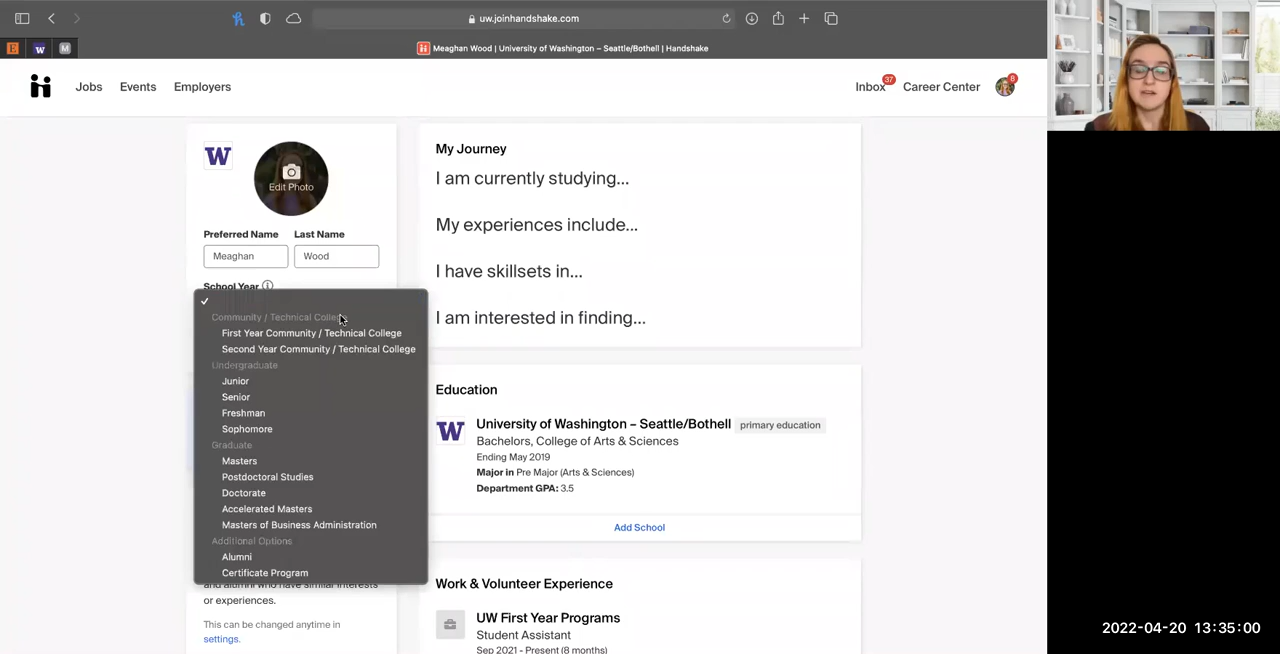 uw.joinhandshake.com
E
W
M
Meaghan Wood | University of Washington – Seattle/Bothell | Handshake
Jobs
Events
Employers
Inbox
37
Career Center
8
W
Edit Photo
Preferred Name
Last Name
Meaghan
Wood
School Year
Community / Technical College
First Year Community / Technical College
Second Year Community / Technical College
Undergraduate
Junior
Senior
Freshman
Sophomore
Graduate
Masters
Postdoctoral Studies
Doctorate
Accelerated Masters
Masters of Business Administration
Additional Options
Alumni
Certificate Program
and alumni who have similar interests
or experiences.
This can be changed anytime in
settings.
My Journey
I am currently studying...
My experiences include...
I have skillsets in...
I am interested in finding...
Education
W
University of Washington – Seattle/Bothell
primary education
Bachelors, College of Arts & Sciences
Ending May 2019
Major in Pre Major (Arts & Sciences)
Department GPA: 3.5
Add School
Work & Volunteer Experience
UW First Year Programs
Student Assistant
Sep 2021 - Present (8 months)
2022-04-20 13:35:00